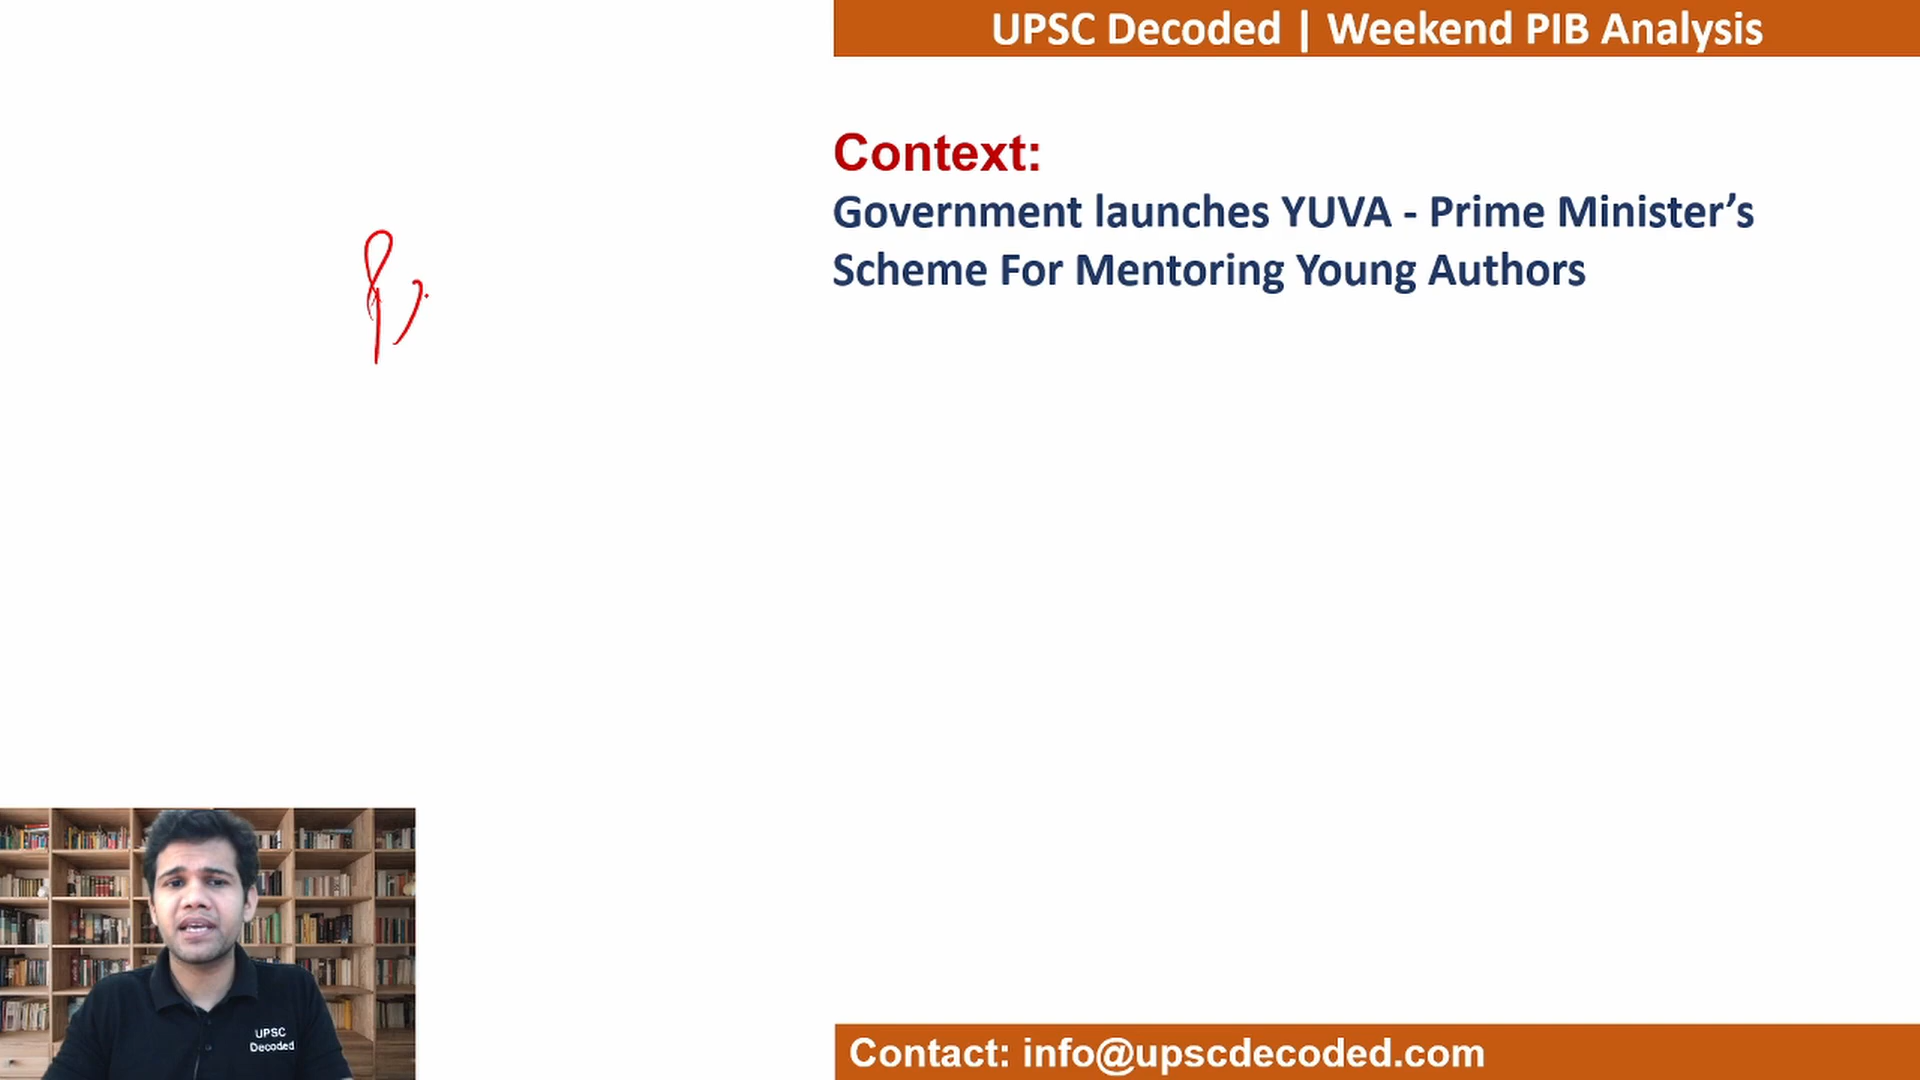 UPSC Decoded | Weekend PIB Analysis
Context:
Government launches YUVA - Prime Minister’s
Scheme For Mentoring Young Authors
UPSC
Decoded
Contact: info@upscdecoded.com